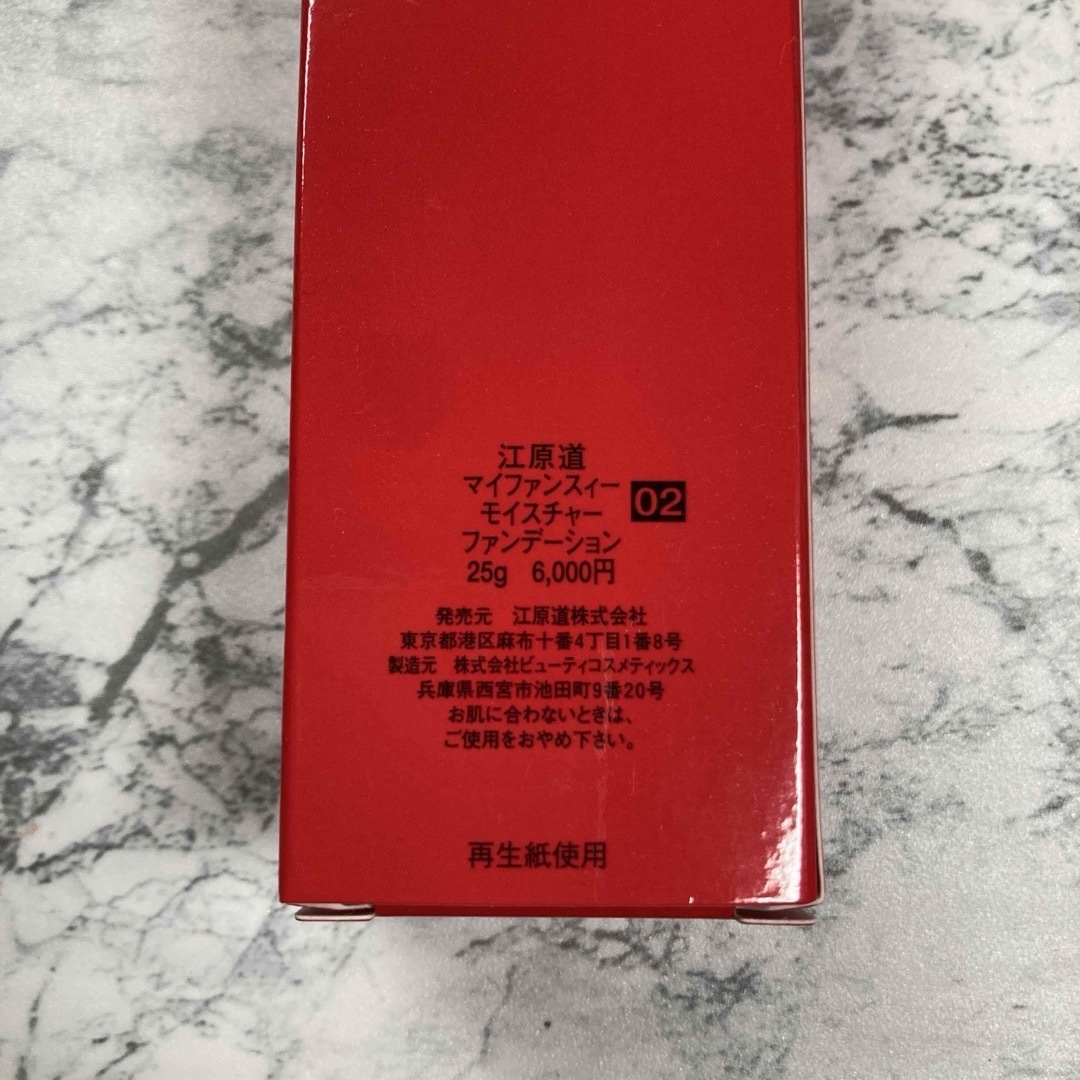 江原道
マイファンスィー
モイスチャー
ファンデーション
02
25g 6,000円
発売元 江原道株式会社
東京都港区麻布十番4丁目1番8号
製造元 株式会社ビューティコスメティックス
兵庫県西宮市池田町9番20号
お肌に合わないときは、
ご使用をおやめ下さい。
再生紙使用